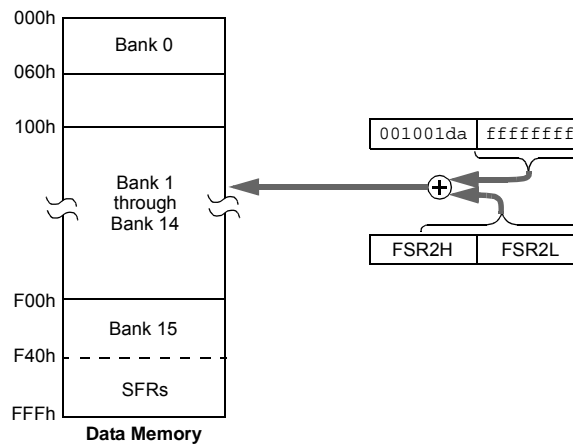 000h
Bank 0
060h
100h
001001da ffffffff
Bank 1
through
Bank 14
FSR2H FSR2L
F00h
Bank 15
F40h
SFRs
FFFh
Data Memory